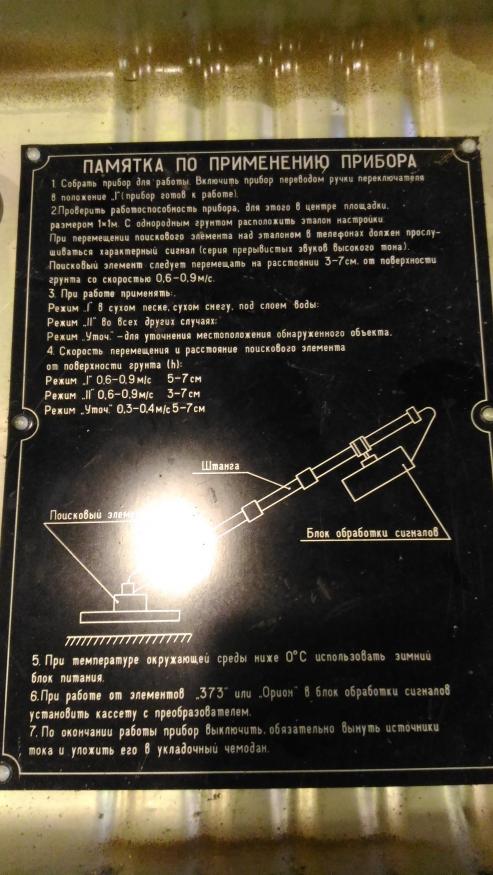 ПАМЯТКА ПО ПРИМЕНЕНИЮ ПРИБОРА
1 Собрать прибор для работы. Включить прибор переводом ручки переключателя
в положение „I"(прибор готов к работе).
2.Проверить работоспособность прибора, для этого в центре площадки,
размером 1×1м. С однородным грунтом расположить эталон настройки.
При перемещении поискового элемента над эталоном в телефонах должен прослу-
шиваться характерный сигнал (серия прерывистых звуков высокого тона).
Поисковый элемент следует перемещать на расстоянии 3-7см. от поверхности
грунта со скоростью 0,6-0,9м/с.
3. При работе применять:
Режим „I" в сухом песке, сухом снегу, под слоем воды:
Режим „II" во всех других случаях:
Режим „Уточ." -для уточнения местоположения обнаруженного объекта.
4. Скорость перемещения и расстояние поискового элемента
от поверхности грунта (h):
Режим „I" 0,6-0,9м/с 5-7см
Режим „II" 0,6-0,9м/с 3-7см
Режим „Уточ." 0,3-0,4м/с 5-7см
Штанга
Поисковый
Блок обработки сигналов
5. При температуре окружающей среды ниже 0°С использовать зимний
блок питания.
6.При работе от элементов „373" или „Орион" в блок обработки сигналов
установить кассету с преобразователем.
7. По окончании работы прибор выключить, обязательно вынуть источники
тока и уложить его в укладочный чемодан.